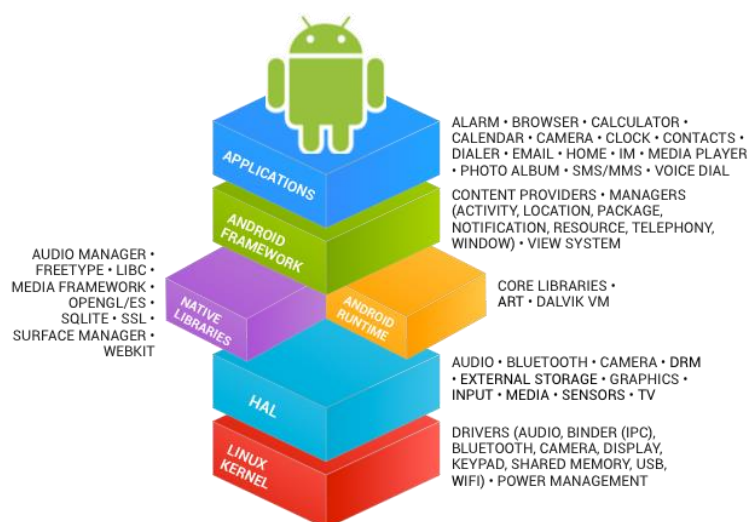 APPLICATIONS
ALARM • BROWSER • CALCULATOR •
CALENDAR • CAMERA • CLOCK • CONTACTS •
DIALER • EMAIL • HOME • IM • MEDIA PLAYER
• PHOTO ALBUM • SMS/MMS • VOICE DIAL
ANDROID
FRAMEWORK
CONTENT PROVIDERS • MANAGERS
(ACTIVITY, LOCATION, PACKAGE,
NOTIFICATION, RESOURCE, TELEPHONY,
WINDOW) • VIEW SYSTEM
AUDIO MANAGER •
FREETYPE • LIBC •
MEDIA FRAMEWORK •
OPENGL/ES •
SQLITE • SSL •
SURFACE MANAGER •
WEBKIT
NATIVE
LIBRARIES
ANDROID
RUNTIME
CORE LIBRARIES •
ART • DALVIK VM
HAL
AUDIO • BLUETOOTH • CAMERA • DRM
• EXTERNAL STORAGE • GRAPHICS •
INPUT • MEDIA • SENSORS • TV
LINUX
KERNEL
DRIVERS (AUDIO, BINDER (IPC),
BLUETOOTH, CAMERA, DISPLAY,
KEYPAD, SHARED MEMORY, USB,
WIFI) • POWER MANAGEMENT